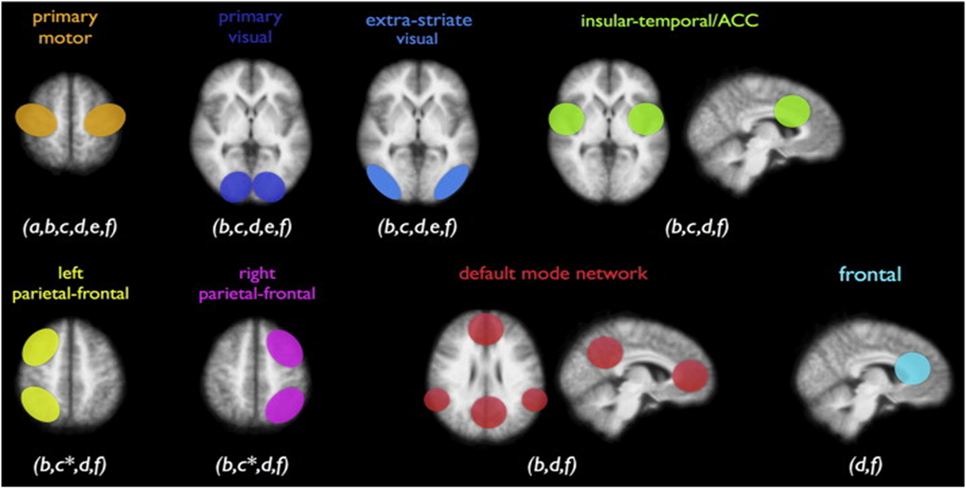 primary
motor
primary
visual
extra-striate
visual
insular-temporal/ACC
(a,b,c,d,e,f)
(b,c,d,e,f)
(b,c,d,e,f)
(b,c,d,f)
left
parietal-frontal
right
parietal-frontal
default mode network
frontal
(b,c*,d,f)
(b,c*,d,f)
(b,d,f)
(d,f)